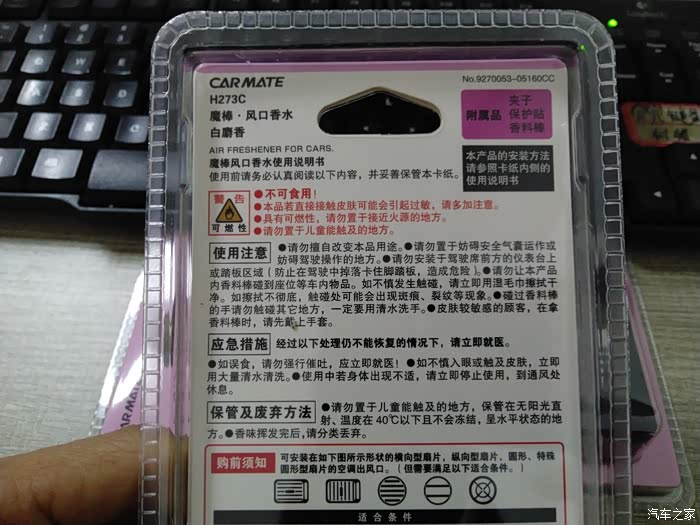 CARMATE
No.9270053-05160CC
H273C
魔棒·风口香水
白麝香
附属品
夹子
保护贴
香料棒
AIR FRESHENER FOR CARS.
魔棒风口香水使用说明书
使用前请务必认真阅读以下内容，并妥善保管本卡纸。
本产品的安装方法
请参照卡纸内侧的
使用说明书
警告
可燃性
●不可食用！
●本品若直接接触皮肤可能会引起过敏，请多加注意。
●具有可燃性，请勿置于接近火源的地方。
●请勿置于儿童能触及的地方。
使用注意 ●请勿擅自改变本品用途。●请勿置于妨碍安全气囊运作或
妨碍驾驶操作的地方。●请勿安装于驾驶席前方的仪表台上
或踏板区域（防止在驾驶中掉落卡住脚踏板，造成危险）。●请勿让本产品
内香料棒碰到座位等车内物品。如不慎发生触碰，请立即用湿毛巾擦拭干
净。如擦拭不彻底，触碰处可能会出现斑痕、裂纹等现象。●碰过香料棒
的手请勿触碰其它地方，一定要用清水洗手。●皮肤较敏感的顾客，在拿
香料棒时，请先戴上手套。
应急措施 经过以下处理仍不能恢复的情况下，请立即就医。
●如误食，请勿强行催吐，应立即就医！●如不慎入眼或触及皮肤，立即
用大量清水清洗。●使用中若身体出现不适，请立即停止使用，到通风处
休息。
保管及废弃方法 ●请勿置于儿童能触及的地方，保管在无阳光直
射、温度在40℃以下且不会冻结，呈水平状态的地
方。●香味挥发完后，请分类丢弃。
购前须知 可安装在如下图所示形状的横向型扇片，纵向型扇片，圆形、特殊
圆形型扇片的空调出风口。（但需要满足以下适合条件。）
适合条件
CARMATE
汽车之家